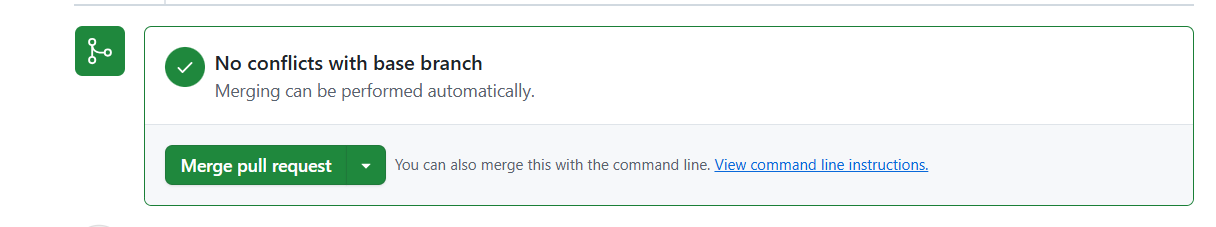 No conflicts with base branch
Merging can be performed automatically.
Merge pull request You can also merge this with the command line. View command line instructions.